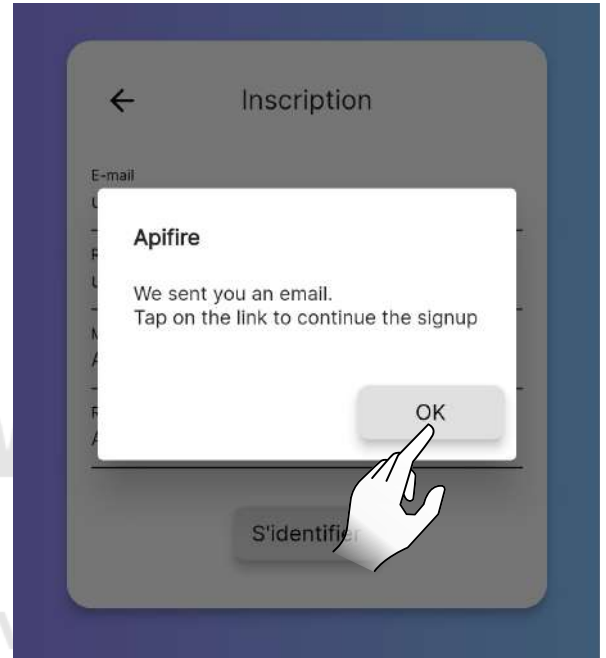 Inscription
E-mail
Apifire
We sent you an email.
Tap on the link to continue the signup
OK
S'identifier